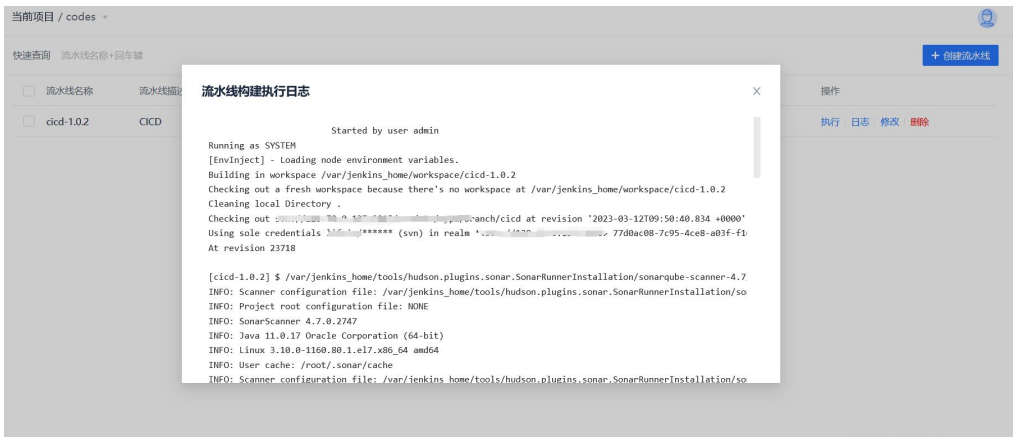 当前项目 / codes
快速查询 流水线名称+回车键 + 创建流水线
流水线名称 流水线描 操作
cicd-1.0.2 CICD 执行 日志 修改 删除
流水线构建执行日志 X
Started by user admin
Running as SYSTEM
[EnvInject] - Loading node environment variables.
Building in workspace /var/jenkins_home/workspace/cicd-1.0.2
Checking out a fresh workspace because there's no workspace at /var/jenkins_home/workspace/cicd-1.0.2
Cleaning local Directory .
Checking out anch/cicd at revision '2023-03-12T09:50:40.834 +0000'
Using sole credentials /****** (svn) in realm 77d0ac08-7c95-4ce8-a03f-f1
At revision 23718
[cicd-1.0.2] $ /var/jenkins_home/tools/hudson.plugins.sonar.SonarRunnerInstallation/sonarqube-scanner-4.7
INFO: Scanner configuration file: /var/jenkins_home/tools/hudson.plugins.sonar.SonarRunnerInstallation/so
INFO: Project root configuration file: NONE
INFO: SonarScanner 4.7.0.2747
INFO: Java 11.0.17 Oracle Corporation (64-bit)
INFO: Linux 3.10.0-1160.80.1.el7.x86_64 amd64
INFO: User cache: /root/.sonar/cache
INFO: Scanner configuration file: /var/jenkins_home/tools/hudson.plugins.sonar.SonarRunnerInstallation/so